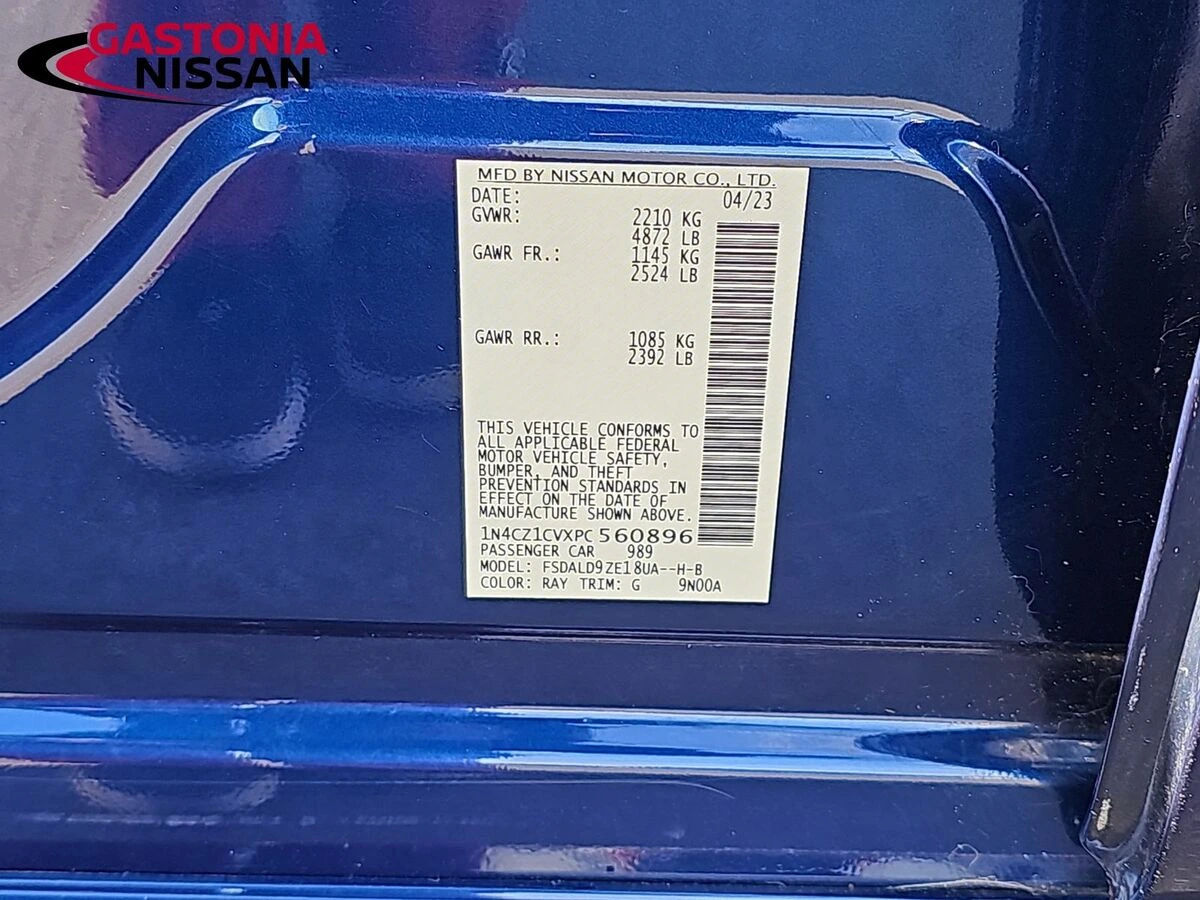 GASTONIA
NISSAN
MFD BY NISSAN MOTOR CO., LTD.
DATE: 04/23
GVWR: 2210 KG
4872 LB
GAWR FR.: 1145 KG
2524 LB
GAWR RR.: 1085 KG
2392 LB
THIS VEHICLE CONFORMS TO
ALL APPLICABLE FEDERAL
MOTOR VEHICLE SAFETY,
BUMPER, AND THEFT
PREVENTION STANDARDS IN
EFFECT ON THE DATE OF
MANUFACTURE SHOWN ABOVE.
1N4CZ1CVXPC560896
PASSENGER CAR 989
MODEL: FSDALD9ZE18UA--H-B
COLOR: RAY TRIM: G 9N00A